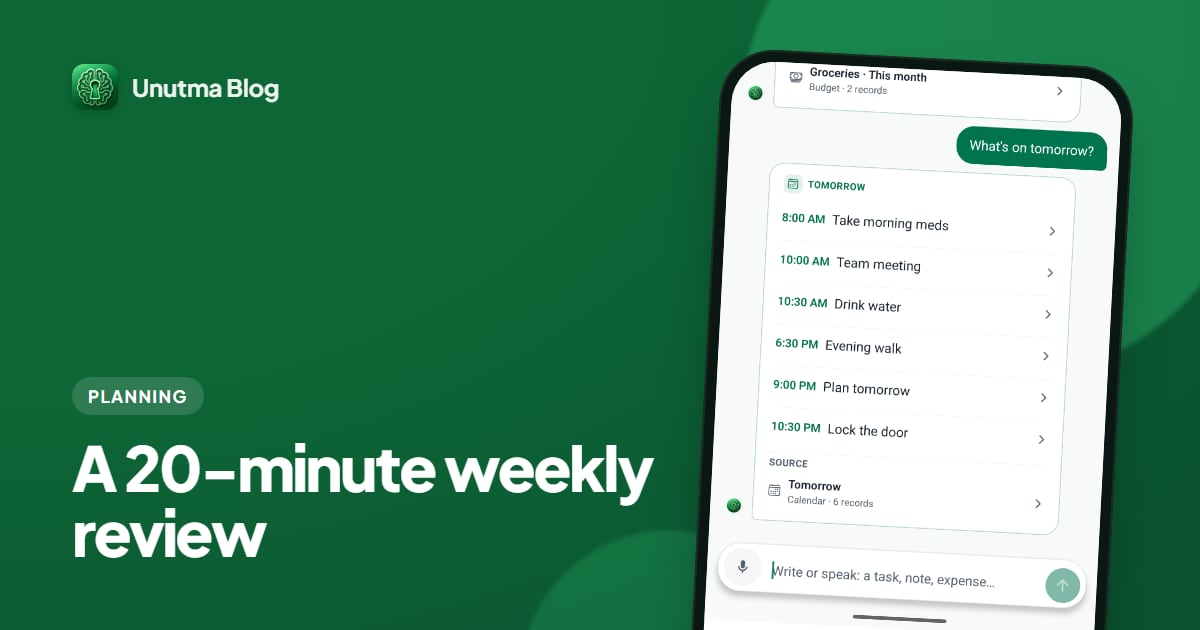 Unutma Blog
PLANNING
A 20-minute weekly
review
Groceries · This month
Budget · 2 records
What's on tomorrow?
TOMORROW
8:00 AM Take morning meds
10:00 AM Team meeting
10:30 AM Drink water
6:30 PM Evening walk
9:00 PM Plan tomorrow
10:30 PM Lock the door
SOURCE
Tomorrow
Calendar · 6 records
Write or speak: a task, note, expense...